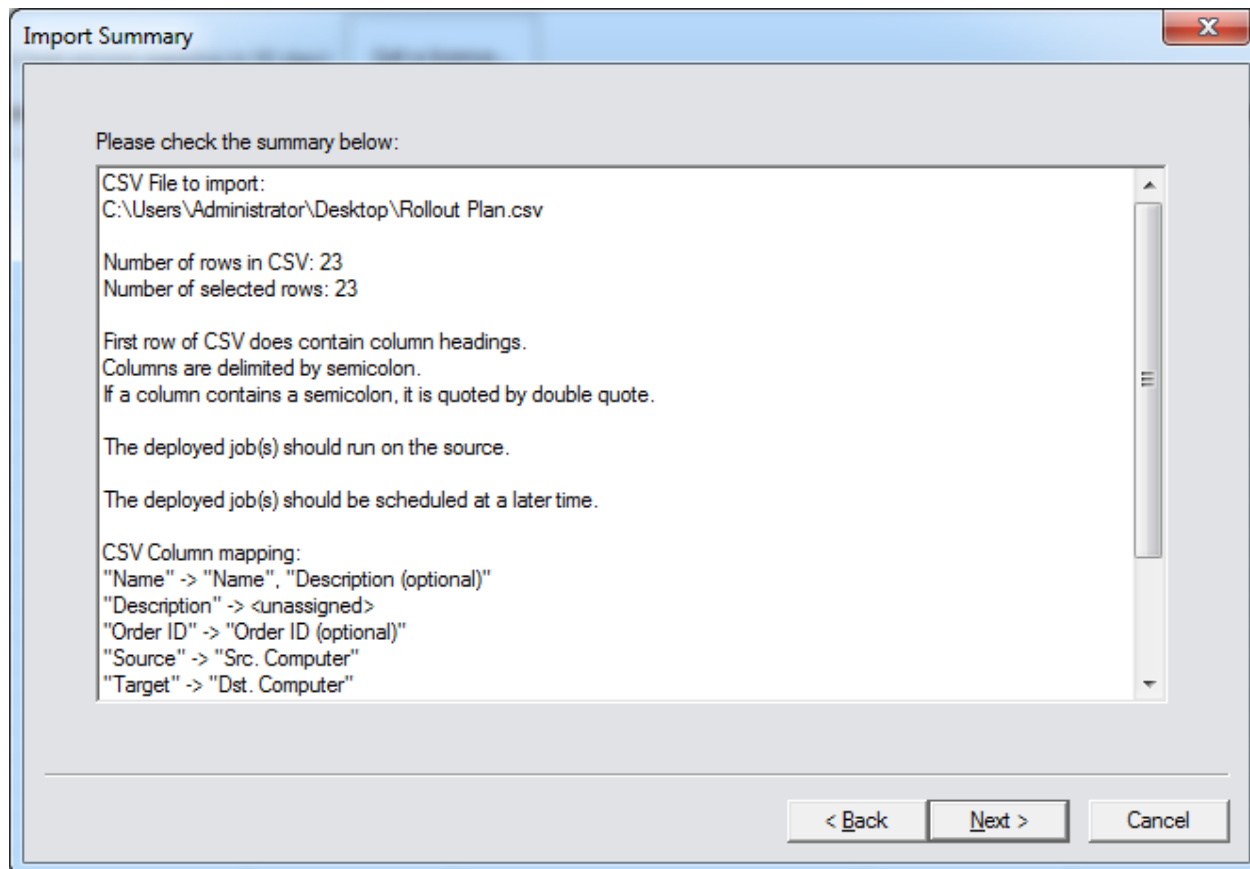 Import Summary
Please check the summary below:
CSV File to import:
C:\Users\Administrator\Desktop\Rollout Plan.csv
Number of rows in CSV: 23
Number of selected rows: 23
First row of CSV does contain column headings.
Columns are delimited by semicolon.
If a column contains a semicolon, it is quoted by double quote.
The deployed job(s) should run on the source.
The deployed job(s) should be scheduled at a later time.
CSV Column mapping:
"Name" -> "Name", "Description (optional)"
"Description" -> <unassigned>
"Order ID" -> "Order ID (optional)"
"Source" -> "Src. Computer"
"Target" -> "Dst. Computer"
< Back Next > Cancel